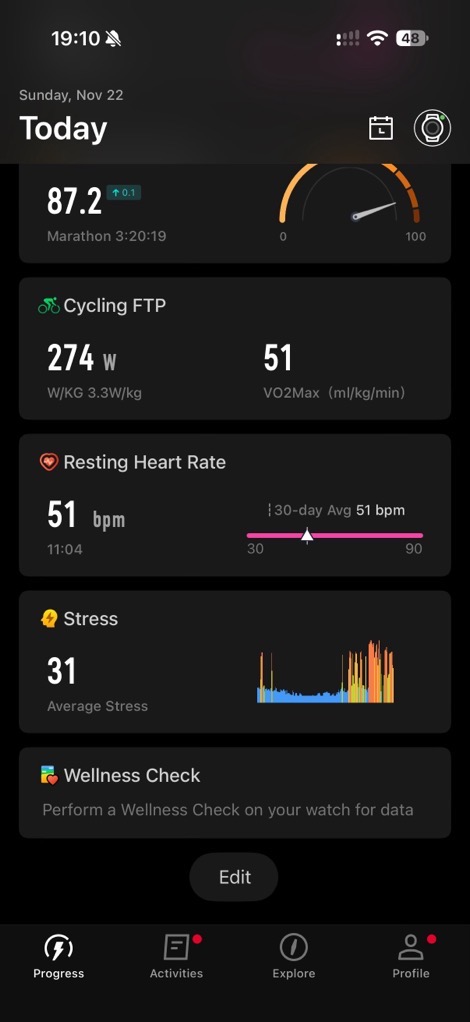 19:10
48
Sunday, Nov 22
Today
87.2 ↑ 0.1
Marathon 3:20:19
0 100
Cycling FTP
274 W 51
W/KG 3.3W/kg VO2Max（ml/kg/min）
Resting Heart Rate
30-day Avg 51 bpm
51 bpm
11:04
30 90
Stress
31
Average Stress
Wellness Check
Perform a Wellness Check on your watch for data
Edit
Progress Activities Explore Profile